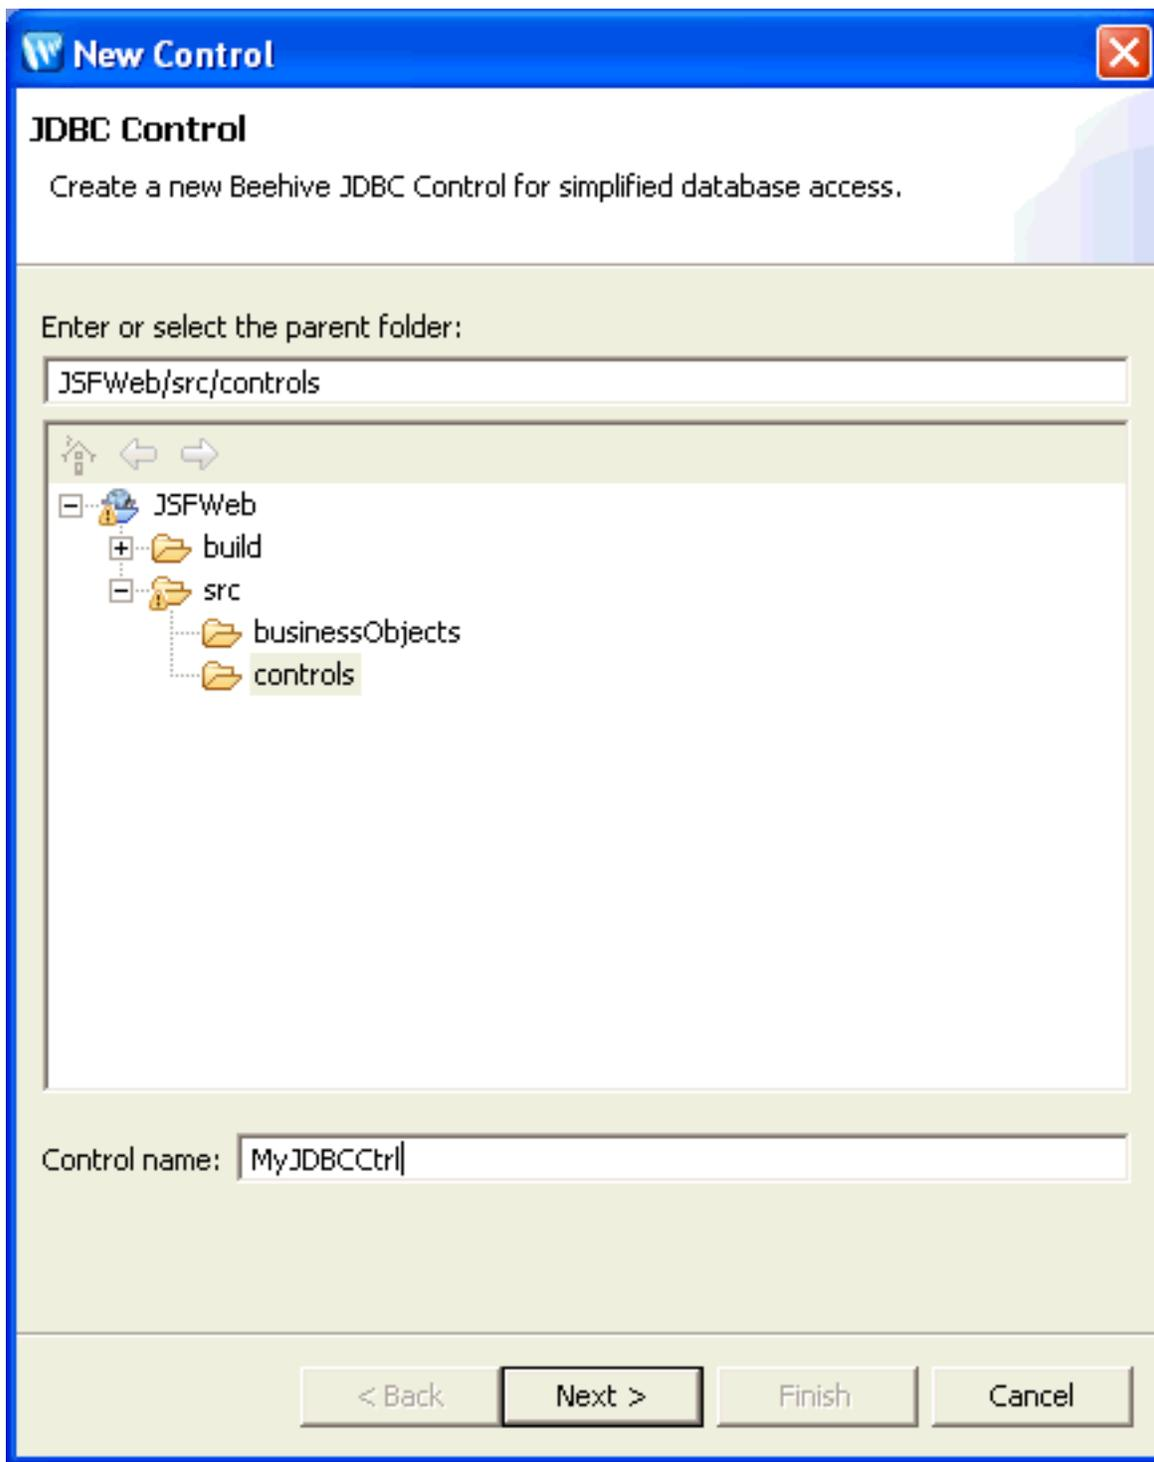 New Control
JDBC Control
Create a new Beehive JDBC Control for simplified database access.
Enter or select the parent folder:
JSFWeb/src/controls
JSFWeb
build
src
businessObjects
controls
Control name: MyJDBCCtrl
< Back Next > Finish Cancel